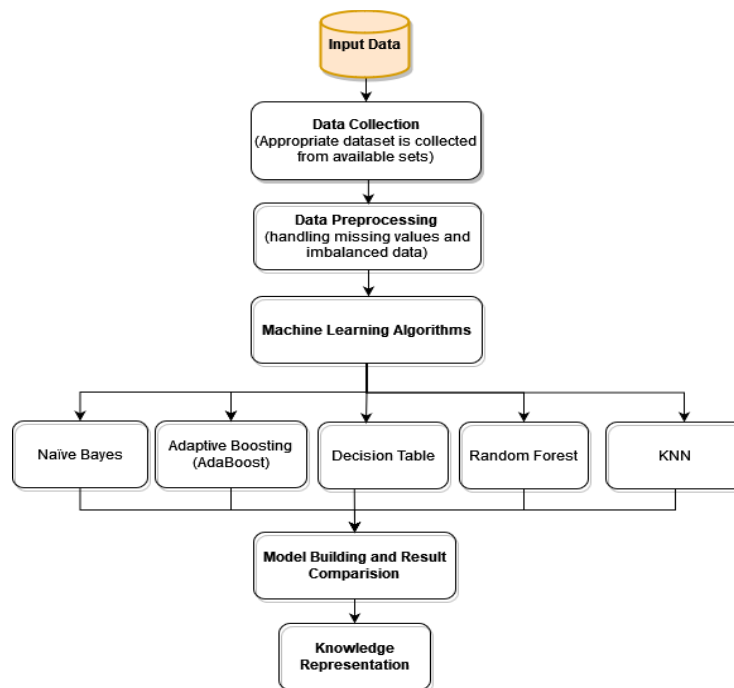 Input Data
Data Collection
(Appropriate dataset is collected
from available sets)
Data Preprocessing
(handling missing values and
imbalanced data)
Machine Learning Algorithms
Naïve Bayes
Adaptive Boosting
(AdaBoost)
Decision Table
Random Forest
KNN
Model Building and Result
Comparision
Knowledge
Representation